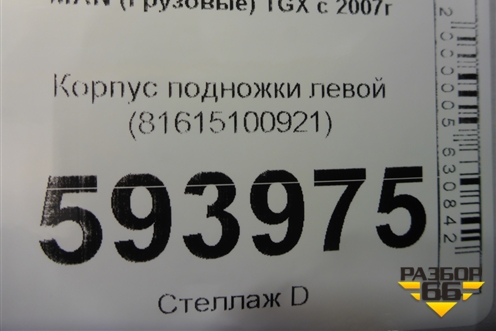 MAN (Грузовые) TGX с 2007г
Корпус подножки левой
(81615100921)
593975
Стеллаж D
2000005630842
РАЗБОР
66